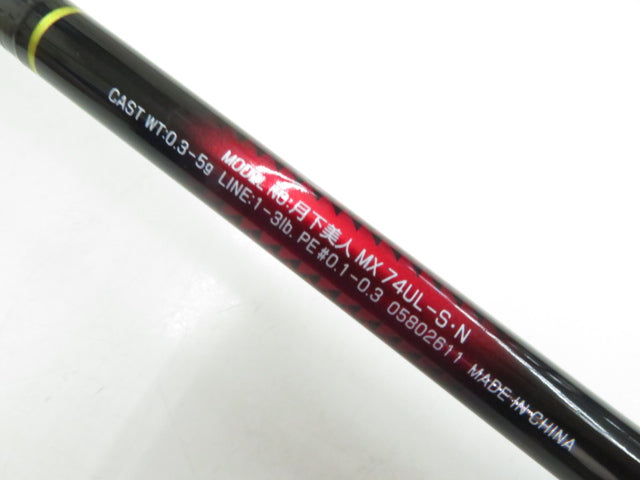 MODEL NO:月下美人 MX 74UL-S・N
CAST WT:0.3-5g LINE:1-3lb. PE #0.1-0.3 05802611 MADE IN CHINA